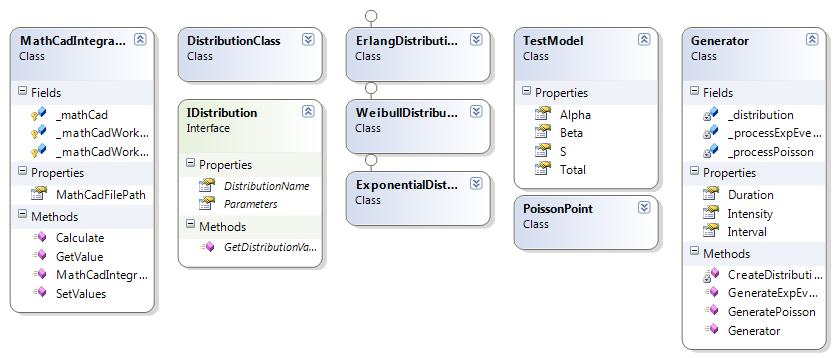 MathCadIntegra...
Class
Fields
_mathCad
_mathCadWork...
_mathCadWork...
Properties
MathCadFilePath
Methods
Calculate
GetValue
MathCadIntegr...
SetValues
DistributionClass
Class
IDistribution
Interface
Properties
DistributionName
Parameters
Methods
GetDistributionVa...
ErlangDistributi...
Class
WeibullDistribu...
Class
ExponentialDist...
Class
TestModel
Class
Properties
Alpha
Beta
S
Total
PoissonPoint
Class
Generator
Class
Fields
_distribution
_processExpEve...
_processPoisson
Properties
Duration
Intensity
Interval
Methods
CreateDistributi...
GenerateExpEv...
GeneratePoisson
Generator